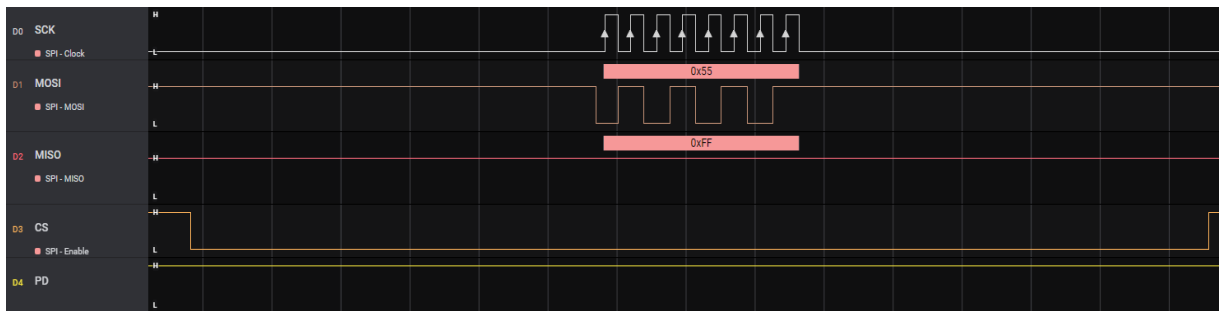 H
D0 SCK
L
SPI - Clock
0x55
D1 MOSI
H
SPI - MOSI
L
0xFF
D2 MISO
H
SPI - MISO
L
H
D3 CS
SPI - Enable
L
H
D4 PD
L